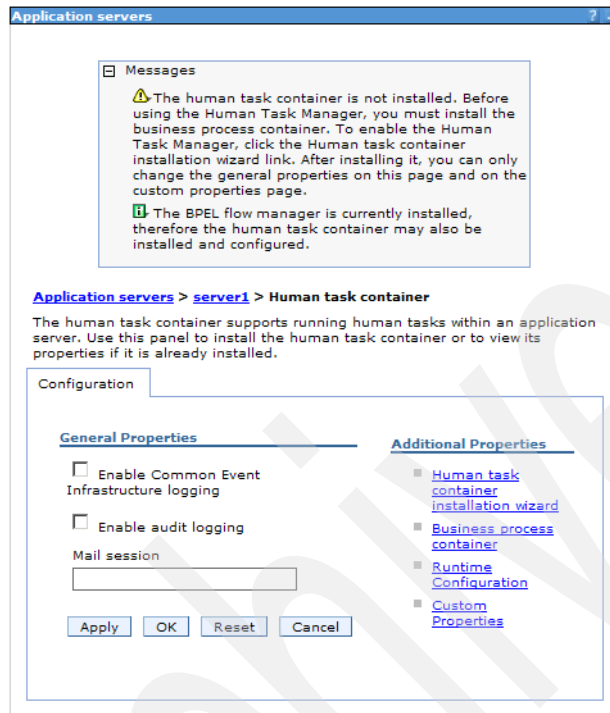 Application servers ?
Messages
The human task container is not installed. Before
using the Human Task Manager, you must install the
business process container. To enable the Human
Task Manager, click the Human task container
installation wizard link. After installing it, you can only
change the general properties on this page and on the
custom properties page.
The BPEL flow manager is currently installed,
therefore the human task container may also be
installed and configured.
Application servers > server1 > Human task container
The human task container supports running human tasks within an application
server. Use this panel to install the human task container or to view its
properties if it is already installed.
Configuration
General Properties
Enable Common Event
Infrastructure logging
Enable audit logging
Mail session
Apply OK Reset Cancel
Additional Properties
Human task
container
installation wizard
Business process
container
Runtime
Configuration
Custom
Properties